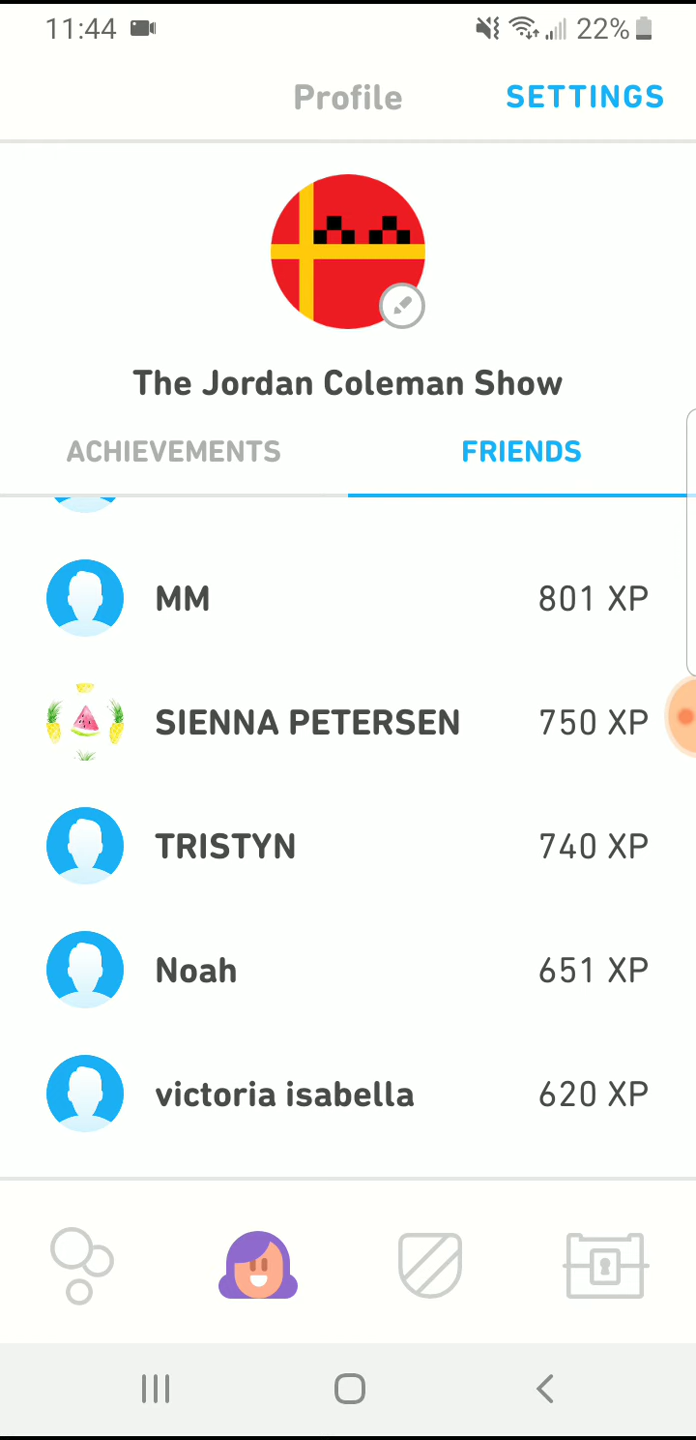 11:44 22%
Profile SETTINGS
The Jordan Coleman Show
ACHIEVEMENTS FRIENDS
MM 801 XP
SIENNA PETERSEN 750 XP
TRISTYN 740 XP
Noah 651 XP
victoria isabella 620 XP